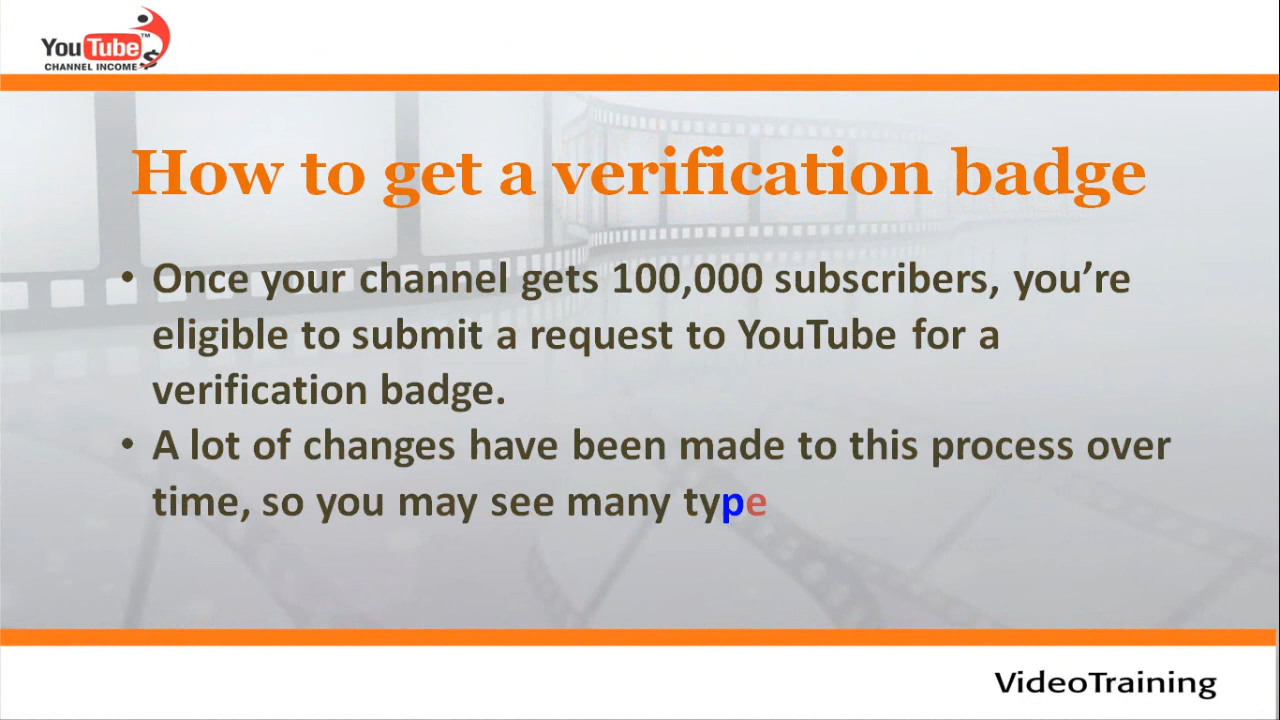 YouTube™
CHANNEL INCOME
How to get a verification badge
• Once your channel gets 100,000 subscribers, you’re
eligible to submit a request to YouTube for a
verification badge.
• A lot of changes have been made to this process over
time, so you may see many type
VideoTraining